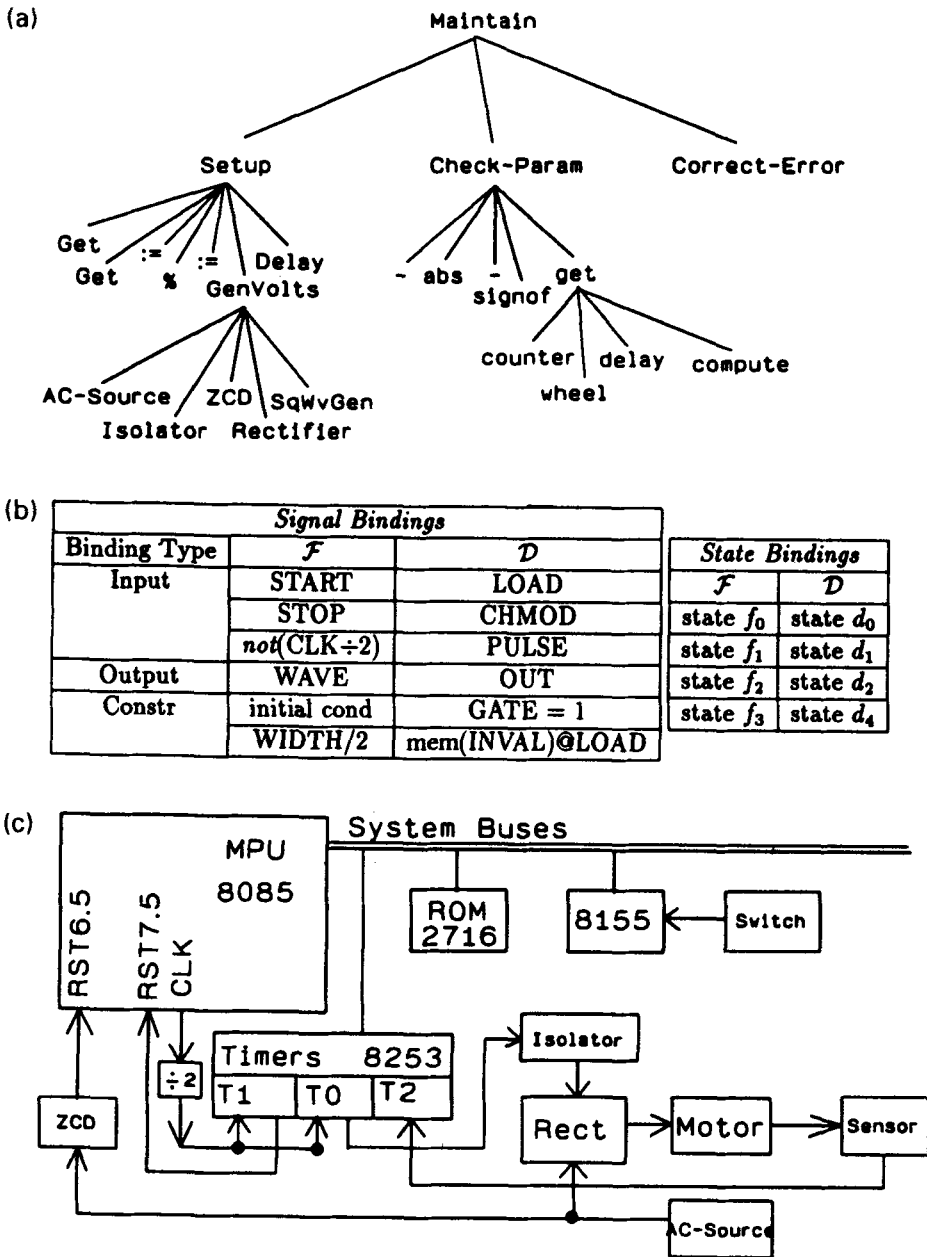 (a)
Maintain
Setup Check-Param Correct-Error
Get Get := % := GenVolts Delay
- abs - signof get
AC-Source Isolator ZCD Rectifier SqWvGen
counter wheel delay compute
(b)
Signal Bindings
Binding Type F D
Input START LOAD
STOP CHMOD
not(CLK÷2) PULSE
Output WAVE OUT
Constr initial cond GATE = 1
WIDTH/2 mem(INVAL)@LOAD
State Bindings
F D
state f₀ state d₀
state f₁ state d₁
state f₂ state d₂
state f₃ state d₄
(c)
System Buses
MPU
8085
RST6.5
RST7.5
CLK
ROM
2716
8155
Switch
÷2
Timers 8253
T1 T0 T2
Isolator
ZCD
Rect
Motor
Sensor
AC-Source